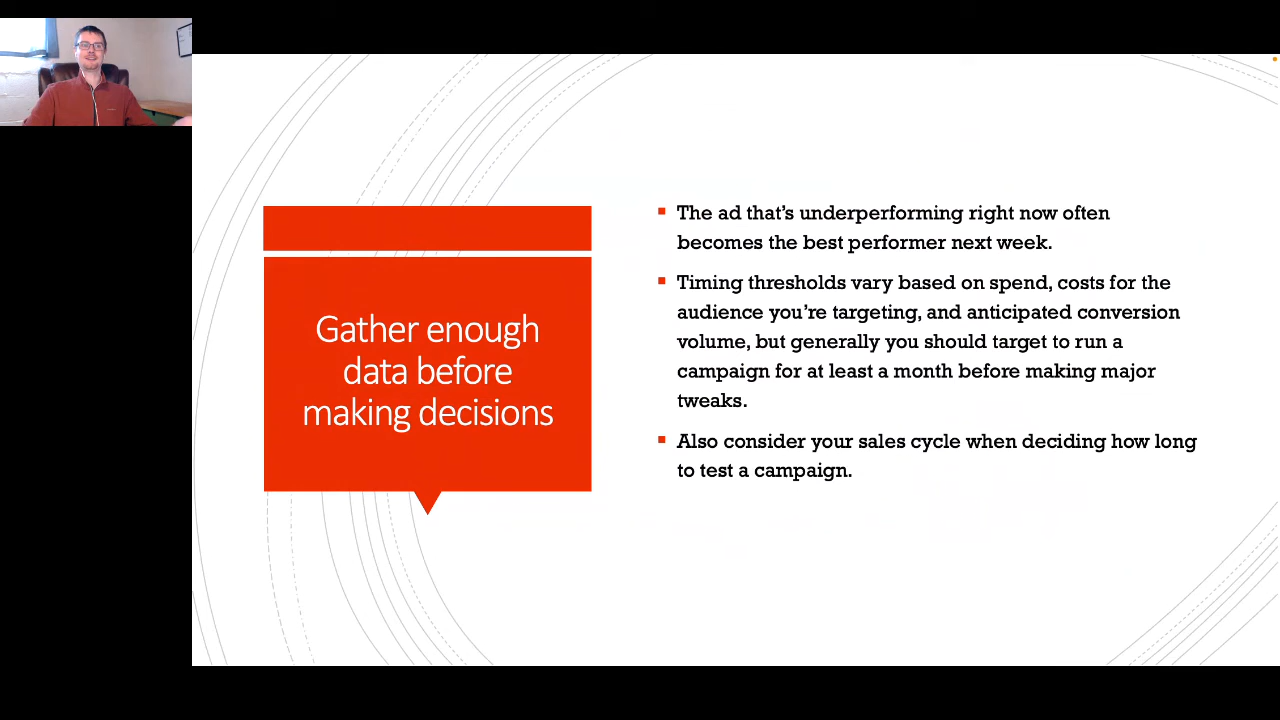 Gather enough
data before
making decisions
The ad that's underperforming right now often
becomes the best performer next week.
Timing thresholds vary based on spend, costs for the
audience you're targeting, and anticipated conversion
volume, but generally you should target to run a
campaign for at least a month before making major
tweaks.
Also consider your sales cycle when deciding how long
to test a campaign.